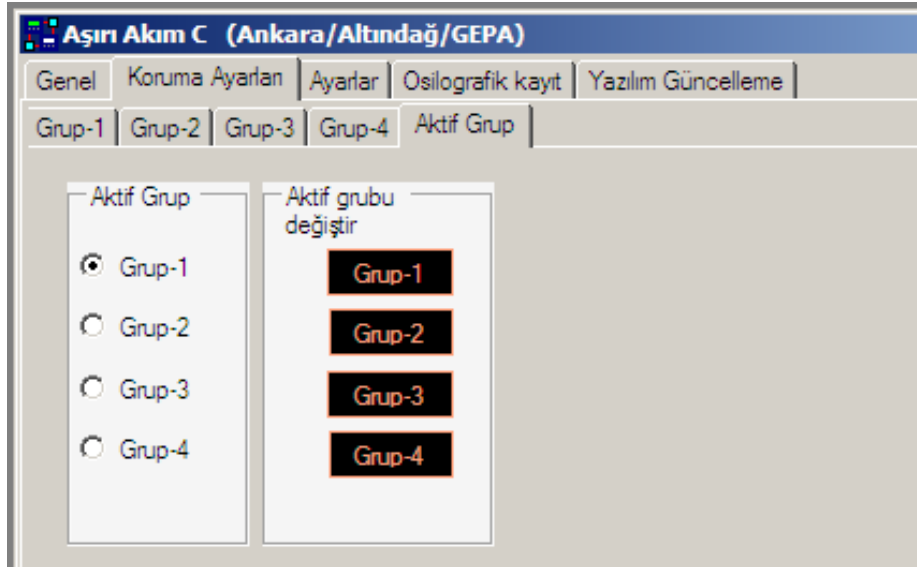 Aşırı Akım C (Ankara/Altındağ/GEPA)
Genel Koruma Ayarları Ayarlar Osilografik kayıt Yazılım Güncelleme
Grup-1 Grup-2 Grup-3 Grup-4 Aktif Grup
Aktif Grup
Grup-1
Grup-2
Grup-3
Grup-4
Aktif grubu
değiştir
Grup-1
Grup-2
Grup-3
Grup-4